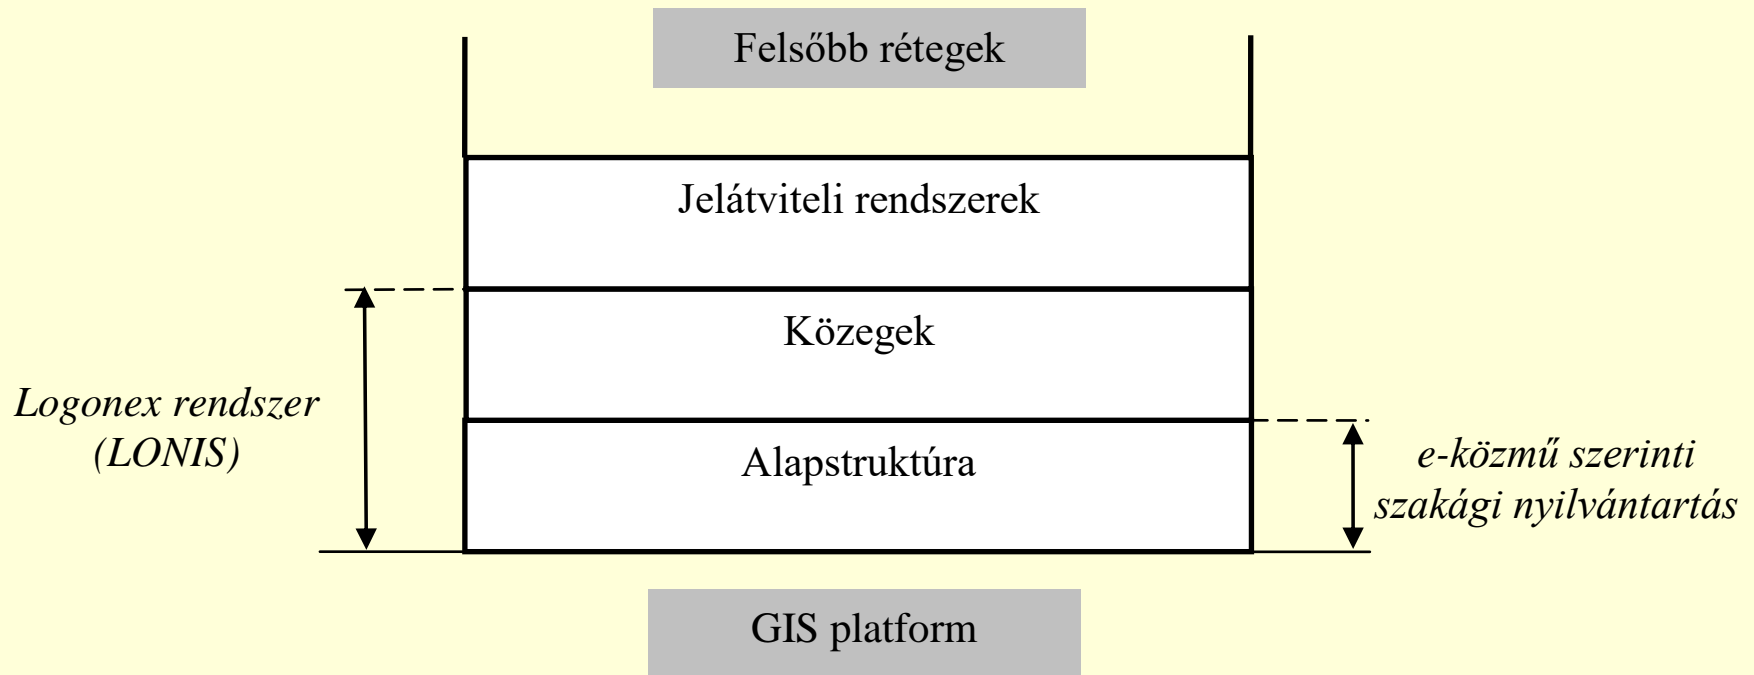 Felsőbb rétegek
Jelátviteli rendszerek
Közegek
Logonex rendszer
(LONIS)
Alapstruktúra
e-közmű szerinti
szakági nyilvántartás
GIS platform